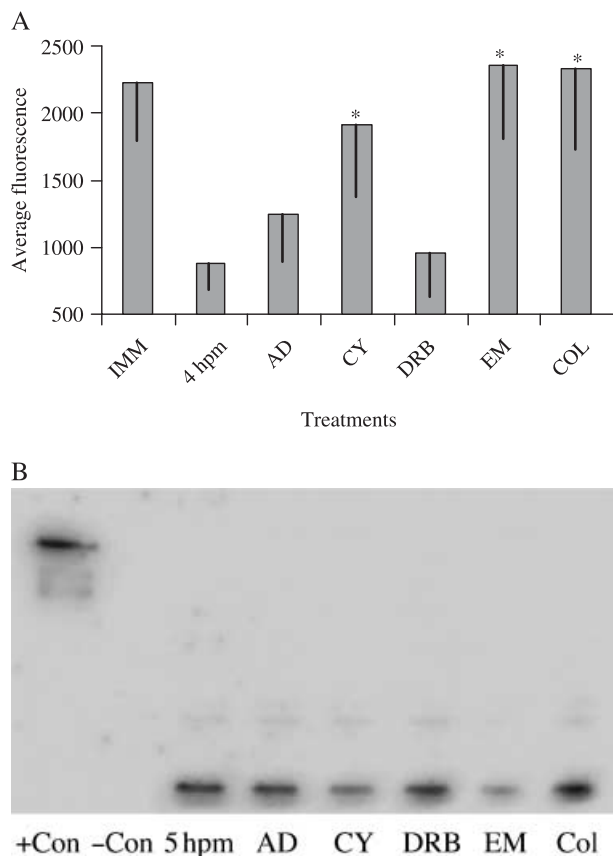 A
2500
2000
1500
1000
500
Average fluorescence
*
*
*
IMM
4 hpm
AD
CY
DRB
EM
COL
Treatments
B
+Con –Con 5 hpm AD CY DRB EM Col